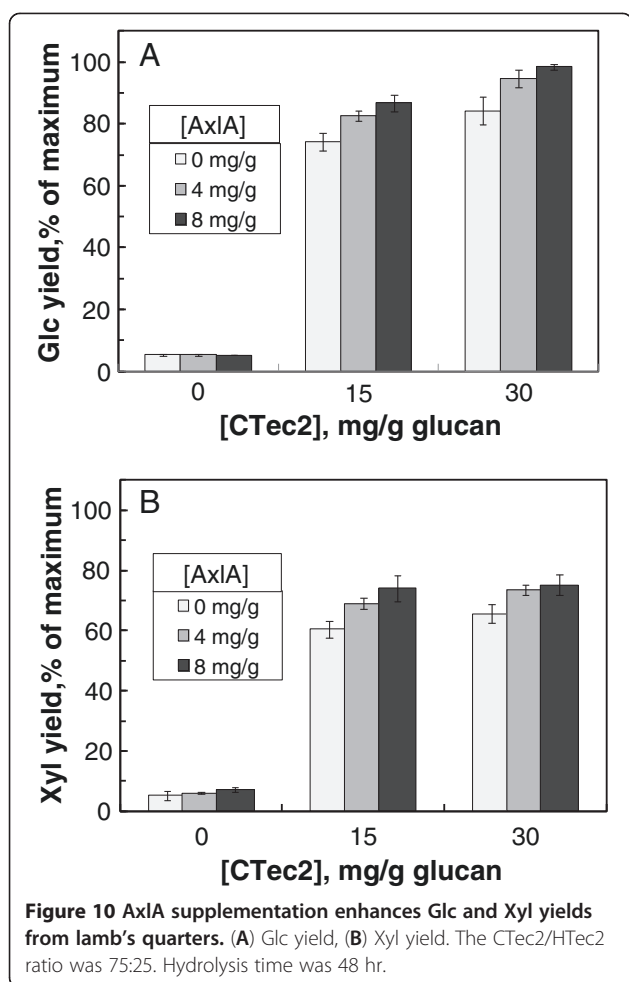 A
100
80
60
40
20
0
Glc yield,% of maximum
[AxlA]
0 mg/g
4 mg/g
8 mg/g
0 15 30
[CTec2], mg/g glucan
B
100
80
60
40
20
0
Xyl yield,% of maximum
[AxlA]
0 mg/g
4 mg/g
8 mg/g
0 15 30
[CTec2], mg/g glucan
Figure 10 AxlA supplementation enhances Glc and Xyl yields
from lamb's quarters. (A) Glc yield, (B) Xyl yield. The CTec2/HTec2
ratio was 75:25. Hydrolysis time was 48 hr.